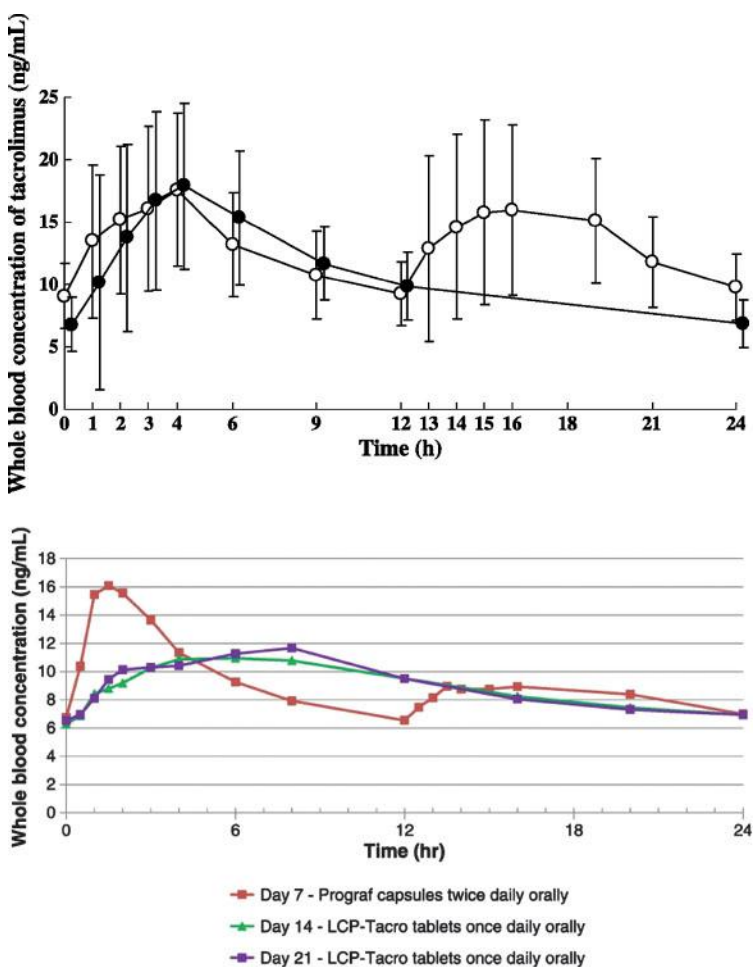 Whole blood concentration of tacrolimus (ng/mL)
25
20
15
10
5
0
0 1 2 3 4 6 9 12 13 14 15 16 18 21 24
Time (h)
Whole blood concentration (ng/mL)
18
16
14
12
10
8
6
4
2
0
0 6 12 18 24
Time (hr)
Day 7 - Prograf capsules twice daily orally
Day 14 - LCP-Tacro tablets once daily orally
Day 21 - LCP-Tacro tablets once daily orally